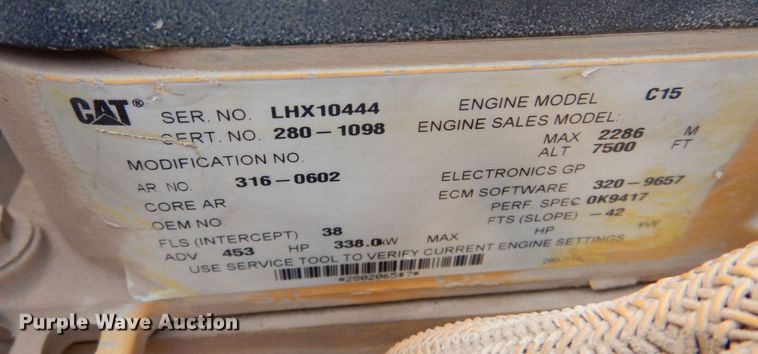 CAT®
SER. NO. LHX10444
ENGINE MODEL C15
CERT. NO. 280-1098
ENGINE SALES MODEL:
MODIFICATION NO.
MAX 2286 M
ALT 7500 FT
AR. NO. 316-0602
ELECTRONICS GP
CORE AR
ECM SOFTWARE 320-9657
OEM NO.
PERF. SPEC 0K9417
FLS (INTERCEPT) 38
FTS (SLOPE) -42
ADV 453 HP 338.0 kW MAX HP kW
USE SERVICE TOOL TO VERIFY CURRENT ENGINE SETTINGS
Purple Wave Auction